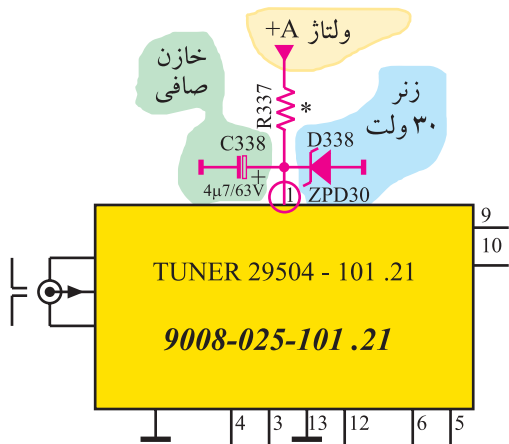 ولتاژ +A
خازن
صافی
زنر
۳۰ ولت
R337
*
C338
+
4µ7/63V
D338
ZPD30
1
9
10
TUNER 29504 - 101 .21
9008-025-101 .21
4
3
13
12
6
5